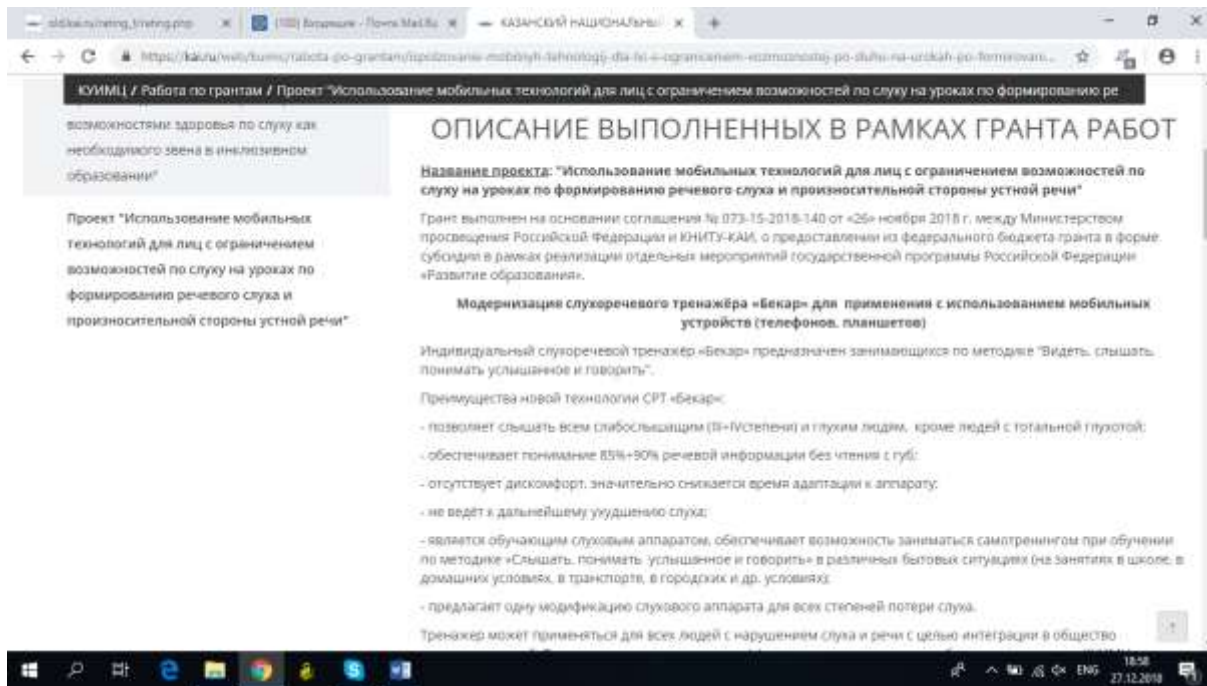 (100) Входящие - Почта Mail.Ru
КАЗАНСКИЙ НАЦИОНАЛЬНЫ
КУИМЦ / Работа по грантам / Проект "Использование мобильных технологий для лиц с ограничением возможностей по слуху на уроках по формированию ре
возможностями здоровья по слуху как
необходимого звена в инклюзивном
образовании"
Проект "Использование мобильных
технологий для лиц с ограничением
возможностей по слуху на уроках по
формированию речевого слуха и
произносительной стороны устной речи"
ОПИСАНИЕ ВЫПОЛНЕННЫХ В РАМКАХ ГРАНТА РАБОТ
Название проекта: "Использование мобильных технологий для лиц с ограничением возможностей по
слуху на уроках по формированию речевого слуха и произносительной стороны устной речи"
Грант выполнен на основании соглашения № 073-15-2018-140 от «26» ноября 2018 г. между Министерством
просвещения Российской Федерации и КНИТУ-КАИ, о предоставлении из федерального бюджета гранта в форме
субсидии в рамках реализации отдельных мероприятий государственной программы Российской Федерации
«Развитие образования».
Модернизация слухоречевого тренажёра «Бекар» для применения с использованием мобильных
устройств (телефонов, планшетов)
Индивидуальный слухоречевой тренажёр «Бекар» предназначен занимающихся по методике "Видеть, слышать,
понимать услышанное и говорить".
Преимущества новой технологии СРТ «Бекар»:
- позволяет слышать всем слабослышащим (III÷IVстепени) и глухим людям, кроме людей с тотальной глухотой;
- обеспечивает понимание 85%÷90% речевой информации без чтения с губ;
- отсутствует дискомфорт, значительно снижается время адаптации к аппарату;
- не ведёт к дальнейшему ухудшению слуха;
- является обучающим слуховым аппаратом, обеспечивает возможность заниматься самотренингом при обучении
по методике «Слышать, понимать услышанное и говорить» в различных бытовых ситуациях (на занятиях в школе, в
домашних условиях, в транспорте, в городских и др. условиях);
- предлагает одну модификацию слухового аппарата для всех степеней потери слуха.
Тренажер может применяться для всех людей с нарушением слуха и речи с целью интеграции в общество
ENG
18:58
27.12.2018